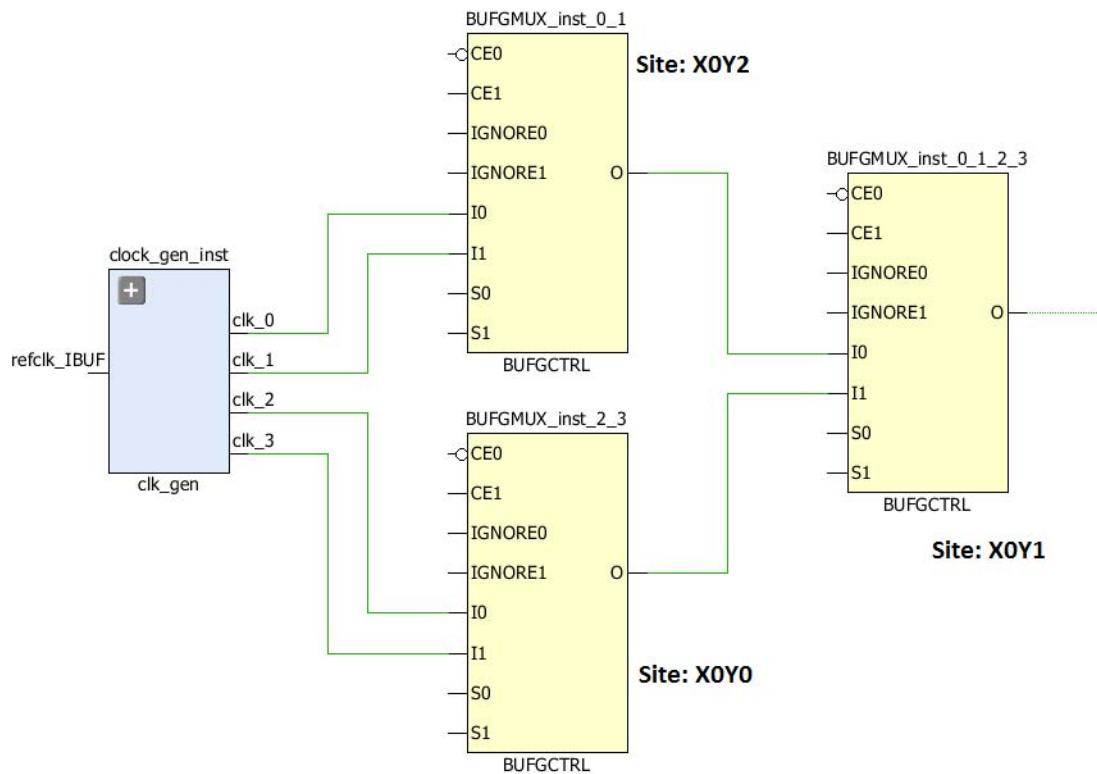 BUFGMUX_inst_0_1
CE0
CE1
IGNORE0
IGNORE1
O
I0
I1
S0
S1
BUFGCTRL
Site: X0Y2
clock_gen_inst
refclk_IBUF
clk_0
clk_1
clk_2
clk_3
clk_gen
BUFGMUX_inst_2_3
CE0
CE1
IGNORE0
IGNORE1
O
I0
I1
S0
S1
BUFGCTRL
Site: X0Y0
BUFGMUX_inst_0_1_2_3
CE0
CE1
IGNORE0
IGNORE1
O
I0
I1
S0
S1
BUFGCTRL
Site: X0Y1